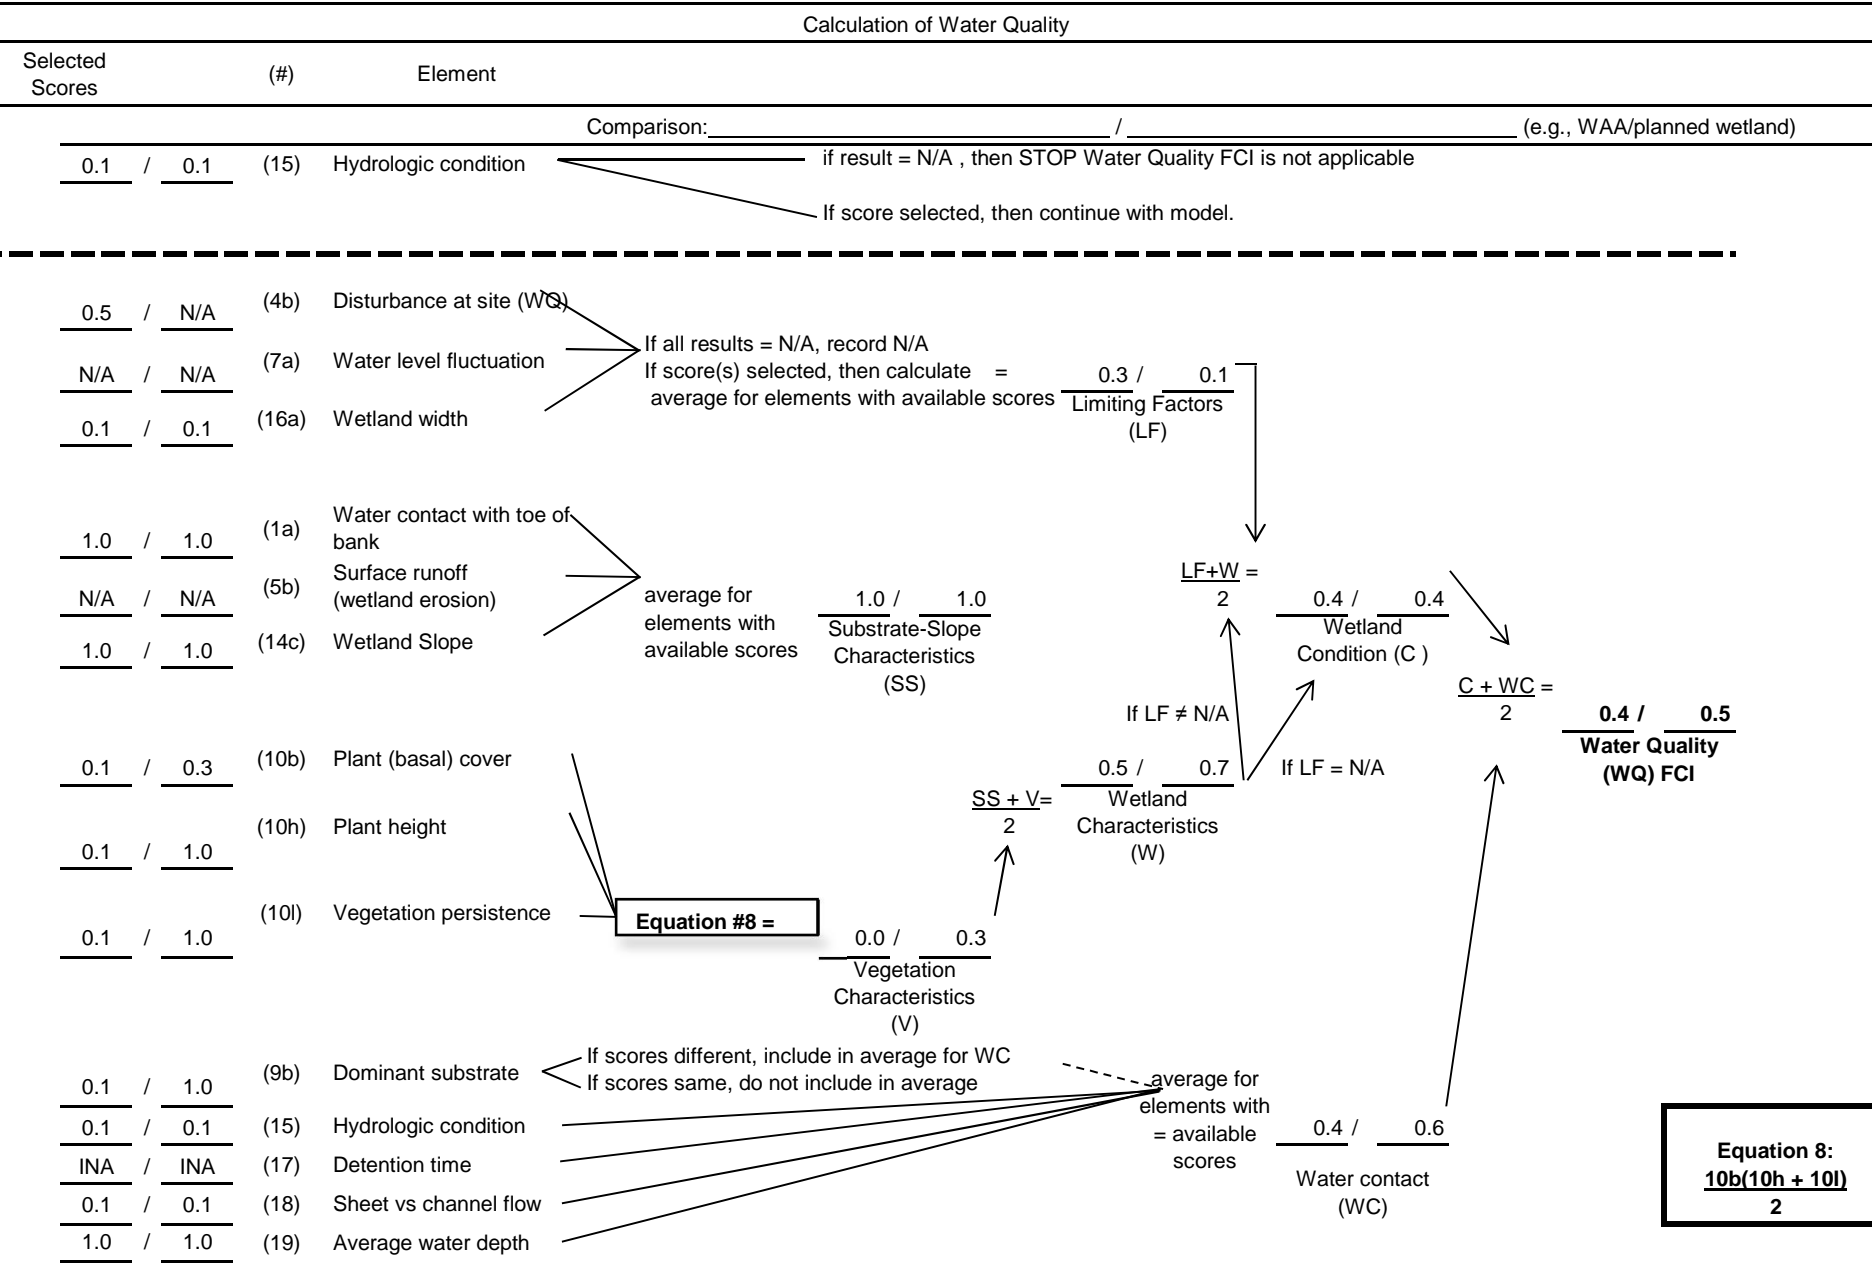 Calculation of Water Quality
Selected
Scores
(#) Element
Comparison: / (e.g., WAA/planned wetland)
0.1 / 0.1 (15) Hydrologic condition if result = N/A , then STOP Water Quality FCI is not applicable
If score selected, then continue with model.
0.5 / N/A (4b) Disturbance at site (WQ)
N/A / N/A (7a) Water level fluctuation
0.1 / 0.1 (16a) Wetland width
If all results = N/A, record N/A
If score(s) selected, then calculate =
average for elements with available scores
0.3 / 0.1
Limiting Factors
(LF)
1.0 / 1.0 (1a) Water contact with toe of
bank
N/A / N/A (5b) Surface runoff
(wetland erosion)
1.0 / 1.0 (14c) Wetland Slope
average for
elements with
available scores
1.0 / 1.0
Substrate-Slope
Characteristics
(SS)
LF+W =
2
0.4 / 0.4
Wetland
Condition (C )
If LF ≠ N/A
If LF = N/A
C + WC =
2
0.4 / 0.5
Water Quality
(WQ) FCI
0.1 / 0.3 (10b) Plant (basal) cover
0.1 / 1.0 (10h) Plant height
0.1 / 1.0 (10l) Vegetation persistence
SS + V=
2
0.5 / 0.7
Wetland
Characteristics
(W)
Equation #8 =
0.0 / 0.3
Vegetation
Characteristics
(V)
0.1 / 1.0 (9b) Dominant substrate
If scores different, include in average for WC
If scores same, do not include in average
0.1 / 0.1 (15) Hydrologic condition
INA / INA (17) Detention time
0.1 / 0.1 (18) Sheet vs channel flow
1.0 / 1.0 (19) Average water depth
average for
elements with
= available
scores
0.4 / 0.6
Water contact
(WC)
Equation 8:
10b(10h + 10l)
2